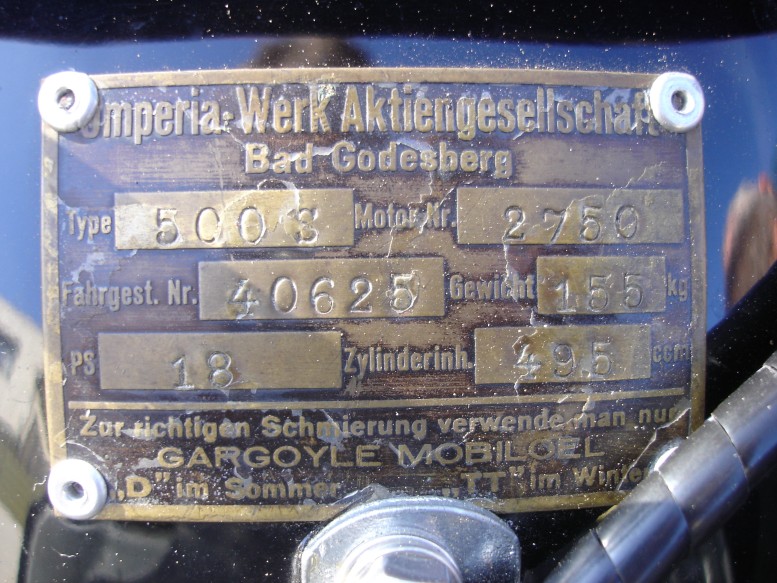 Imperia-Werk Aktiengesellschaft
Bad Godesberg
Type 500 S Motor Nr. 2750
Fahrgest. Nr. 40625 Gewicht 155 kg
PS 18 Zylinderinh. 495 ccm
Zur richtigen Schmierung verwende man nur
GARGOYLE MOBILOEL
„D" im Sommer „TT" im Winter